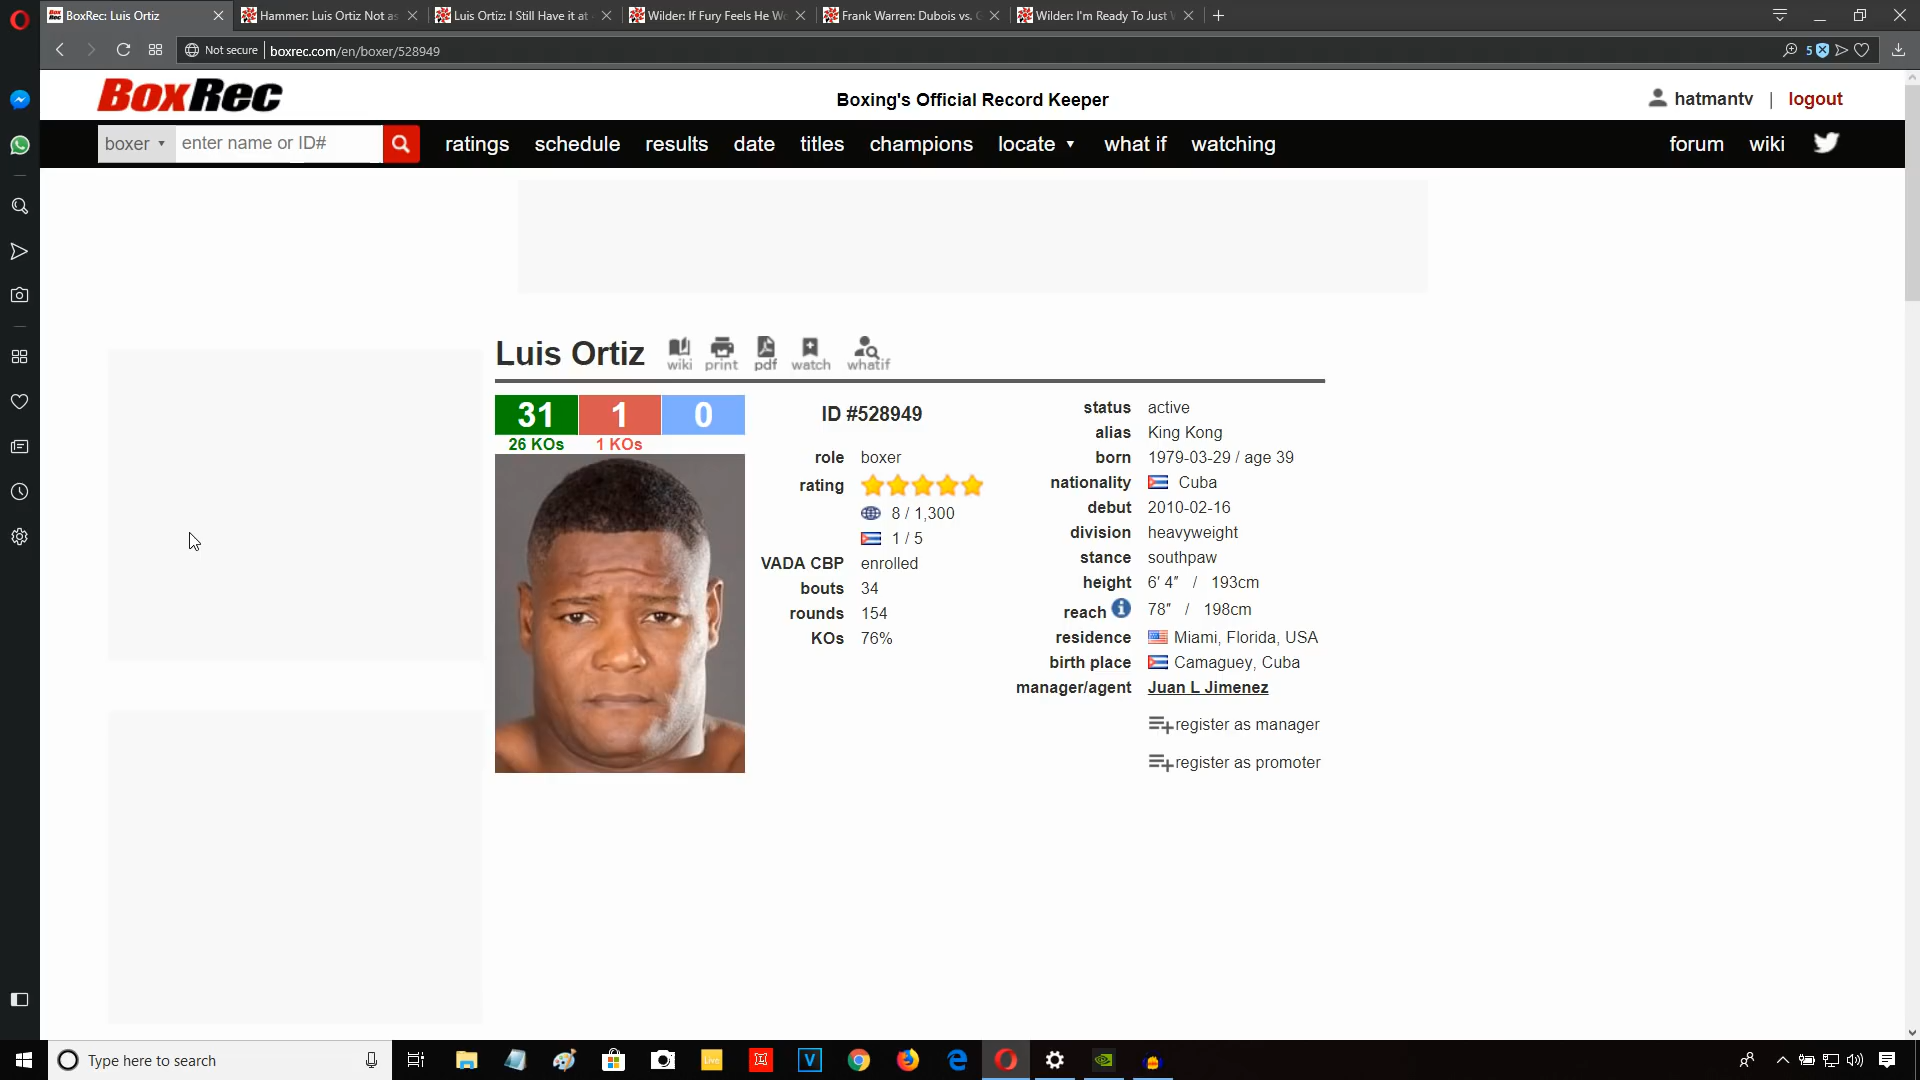 BoxRec: Luis Ortiz
Hammer: Luis Ortiz Not as
Luis Ortiz: I Still Have it at
Wilder: If Fury Feels He W
Frank Warren: Dubois vs.
Wilder: I'm Ready To Just
Not secure
boxrec.com/en/boxer/528949
5
BoxRec
Boxing's Official Record Keeper
hatmantv | logout
boxer
enter name or ID#
ratings
schedule
results
date
titles
champions
locate
what if
watching
forum
wiki
Luis Ortiz
wiki
print
pdf
watch
whatif
31 1 0
26 KOs 1 KOs
ID #528949
role boxer
rating
8 / 1,300
1 / 5
VADA CBP enrolled
bouts 34
rounds 154
KOs 76%
status active
alias King Kong
born 1979-03-29 / age 39
nationality Cuba
debut 2010-02-16
division heavyweight
stance southpaw
height 6′ 4″ / 193cm
reach 78″ / 198cm
residence Miami, Florida, USA
birth place Camaguey, Cuba
manager/agent Juan L Jimenez
register as manager
register as promoter
Type here to search
Live
V